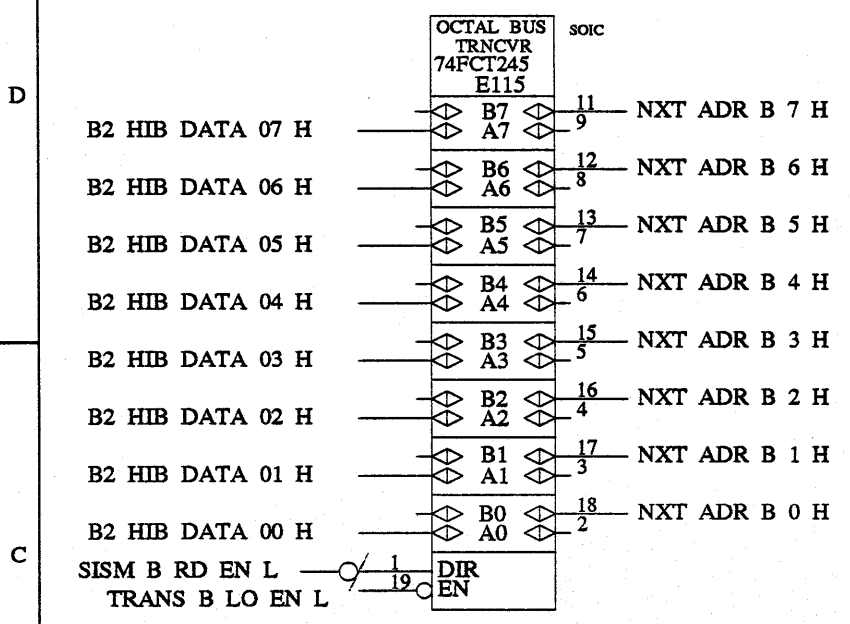 OCTAL BUS SOIC
TRNCVR
74FCT245
E115
D
B7 11 NXT ADR B 7 H
B2 HIB DATA 07 H A7 9
B6 12 NXT ADR B 6 H
B2 HIB DATA 06 H A6 8
B5 13 NXT ADR B 5 H
B2 HIB DATA 05 H A5 7
B4 14 NXT ADR B 4 H
B2 HIB DATA 04 H A4 6
B3 15 NXT ADR B 3 H
B2 HIB DATA 03 H A3 5
B2 16 NXT ADR B 2 H
B2 HIB DATA 02 H A2 4
B1 17 NXT ADR B 1 H
B2 HIB DATA 01 H A1 3
B0 18 NXT ADR B 0 H
B2 HIB DATA 00 H A0 2
C
SISM B RD EN L 1 DIR
TRANS B LO EN L 19 EN